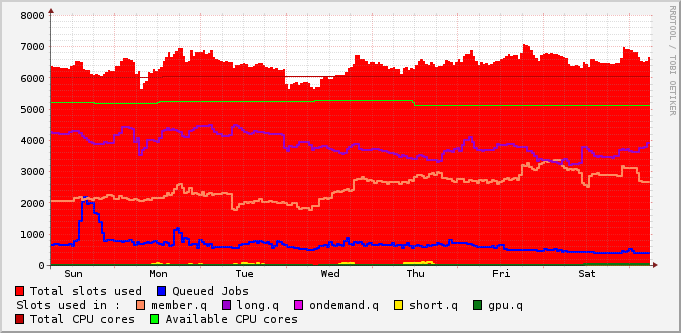 8000
7000
6000
5000
4000
3000
2000
1000
0
Sun Mon Tue Wed Thu Fri Sat
Total slots used Queued Jobs
Slots used in : member.q long.q ondemand.q short.q gpu.q
Total CPU cores Available CPU cores
RRDTOOL / TOBI OETIKER